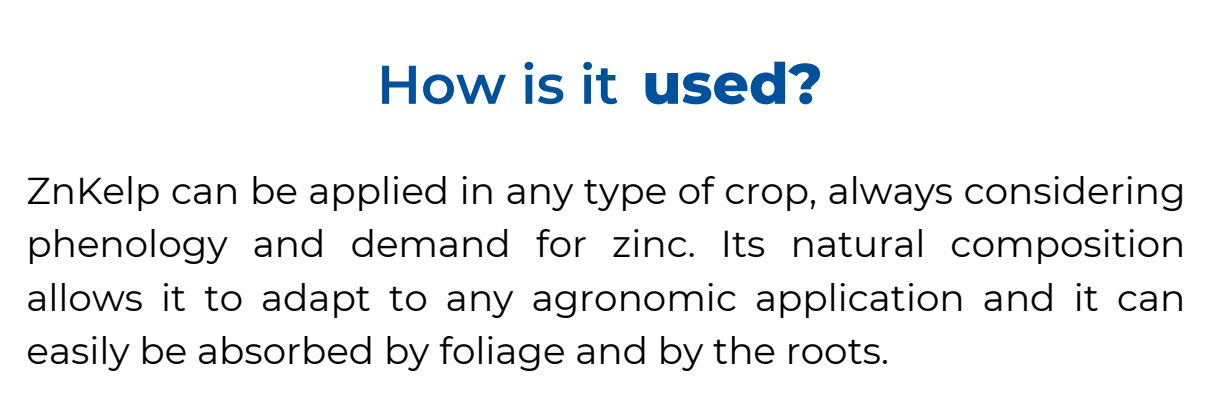 How is it used?
ZnKelp can be applied in any type of crop, always considering
phenology and demand for zinc. Its natural composition
allows it to adapt to any agronomic application and it can
easily be absorbed by foliage and by the roots.